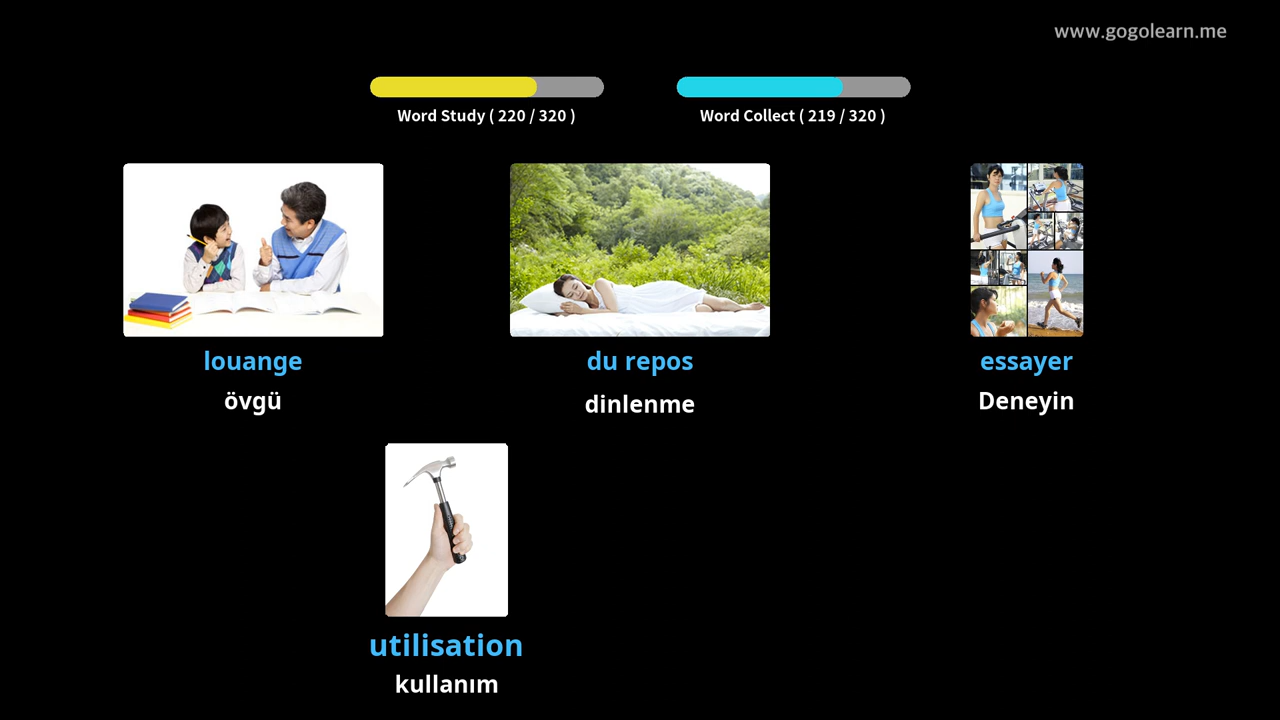 www.gogolearn.me
Word Study ( 220 / 320 )
Word Collect ( 219 / 320 )
louange
övgü
du repos
dinlenme
essayer
Deneyin
utilisation
kullanım